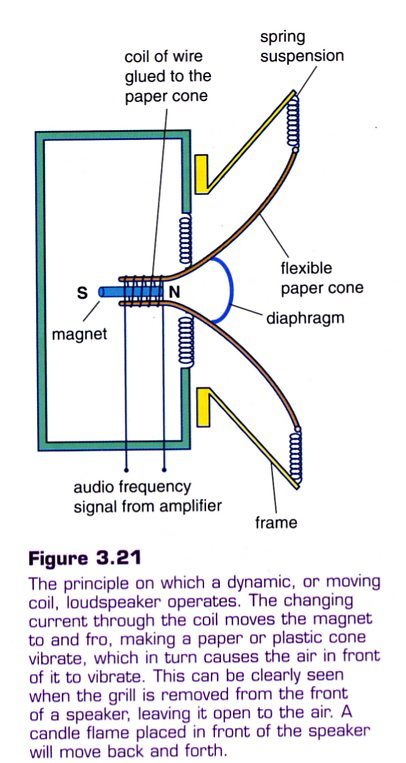 spring
suspension
coil of wire
glued to the
paper cone
flexible
paper cone
S
N
diaphragm
magnet
audio frequency
signal from amplifier
frame
Figure 3.21
The principle on which a dynamic, or moving
coil, loudspeaker operates. The changing
current through the coil moves the magnet
to and fro, making a paper or plastic cone
vibrate, which in turn causes the air in front
of it to vibrate. This can be clearly seen
when the grill is removed from the front
of a speaker, leaving it open to the air. A
candle flame placed in front of the speaker
will move back and forth.